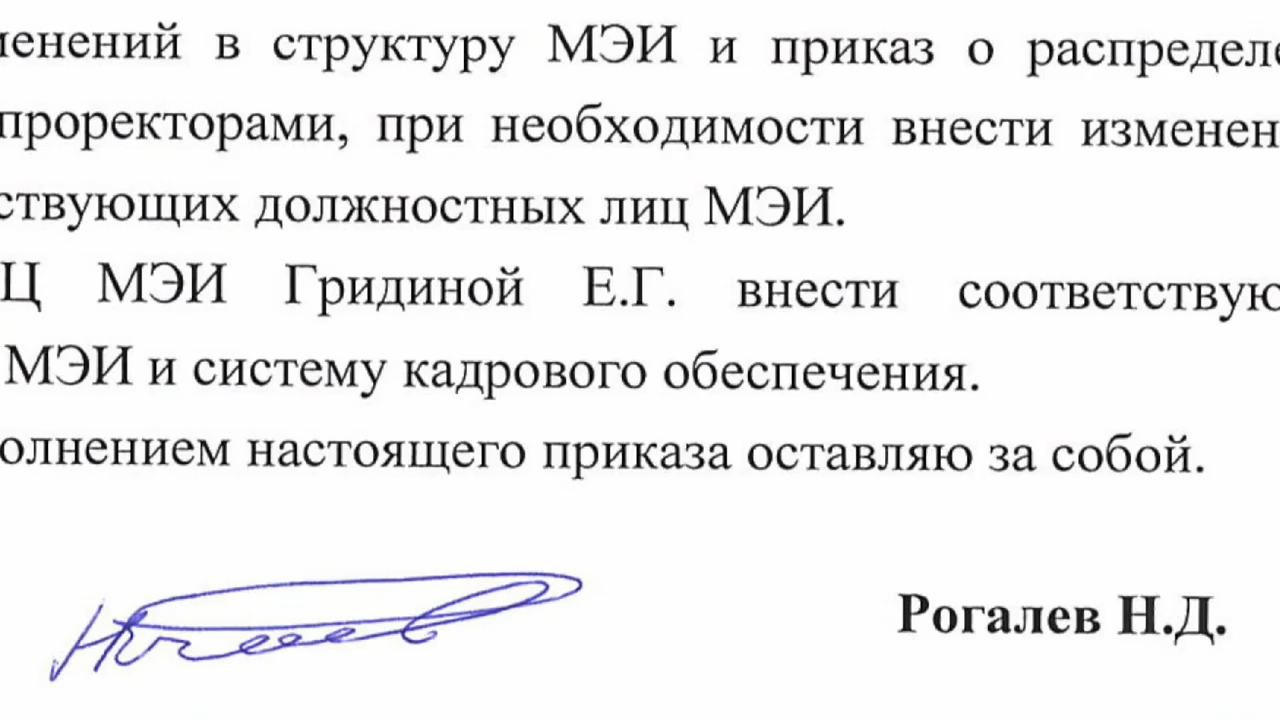 менений в структуру МЭИ и приказ о распределе
проректорами, при необходимости внести изменен
ствующих должностных лиц МЭИ.
Ц МЭИ Гридиной Е.Г. внести соответствую
МЭИ и систему кадрового обеспечения.
олнением настоящего приказа оставляю за собой.
Рогалев Н.Д.